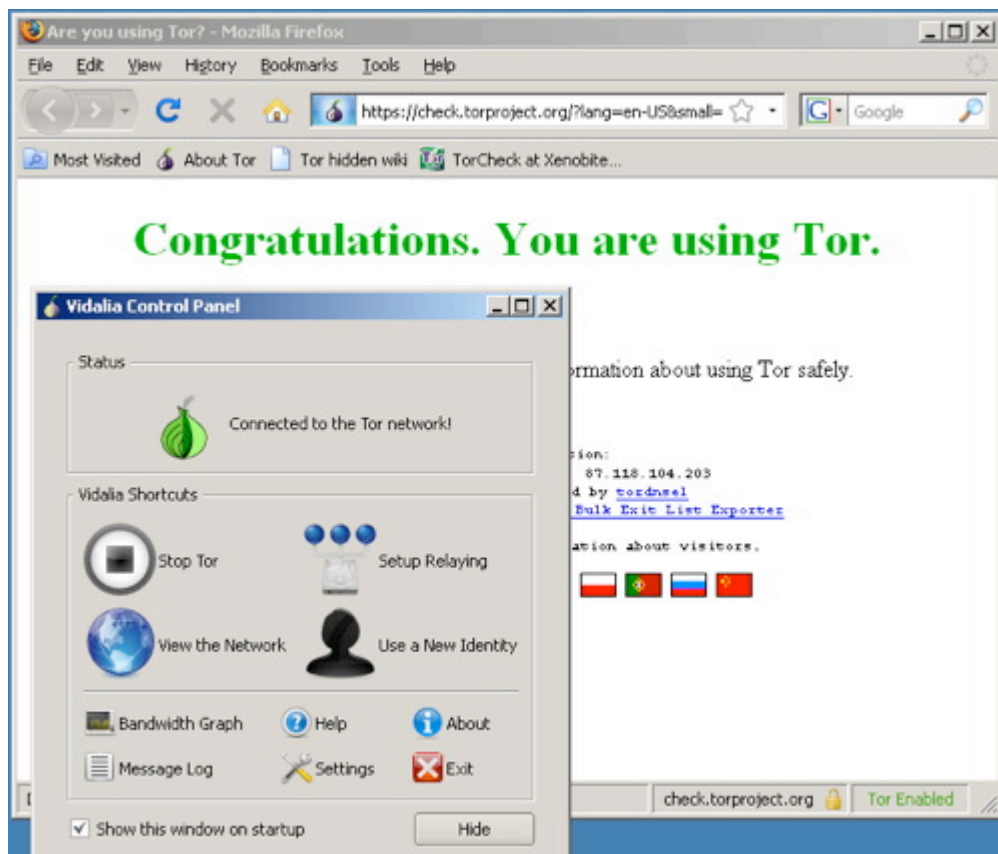 Are you using Tor? - Mozilla Firefox
File Edit View History Bookmarks Tools Help
https://check.torproject.org/?lang=en-US&small= G Google
Most Visited About Tor Tor hidden wiki TorCheck at Xenobite...
Congratulations. You are using Tor.
Vidalia Control Panel
Status
rmation about using Tor safely.
Connected to the Tor network!
sion:
87.118.104.203
d by tordnsel
Bulk Exit List Exporter
ation about visitors.
Vidalia Shortcuts
Stop Tor Setup Relaying
View the Network Use a New Identity
Bandwidth Graph Help About
Message Log Settings Exit
Show this window on startup Hide
check.torproject.org Tor Enabled